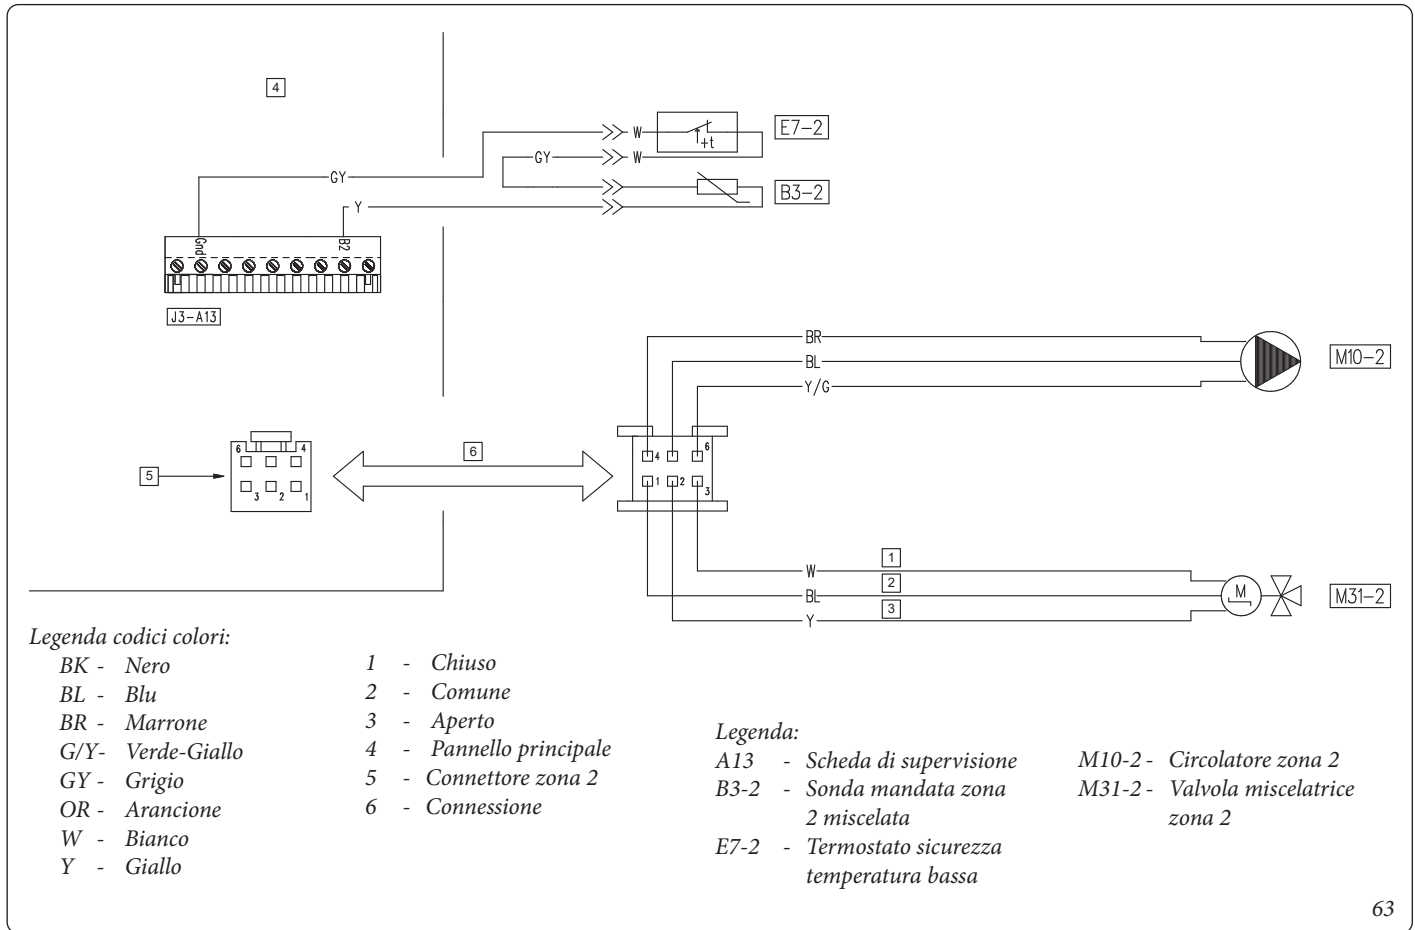 4
E7-2
W
+t
GY
W
GY
B3-2
Y
Gnd
B2
J3-A13
BR
M10-2
BL
Y/G
6
5
6
4
3
2
1
4
6
1
2
3
1
W
2
M
M31-2
BL
3
Y
Legenda codici colori:
BK - Nero
BL - Blu
BR - Marrone
G/Y- Verde-Giallo
GY - Grigio
OR - Arancione
W - Bianco
Y - Giallo
1 - Chiuso
2 - Comune
3 - Aperto
4 - Pannello principale
5 - Connettore zona 2
6 - Connessione
Legenda:
A13 - Scheda di supervisione
B3-2 - Sonda mandata zona
2 miscelata
E7-2 - Termostato sicurezza
temperatura bassa
M10-2 - Circolatore zona 2
M31-2 - Valvola miscelatrice
zona 2
63